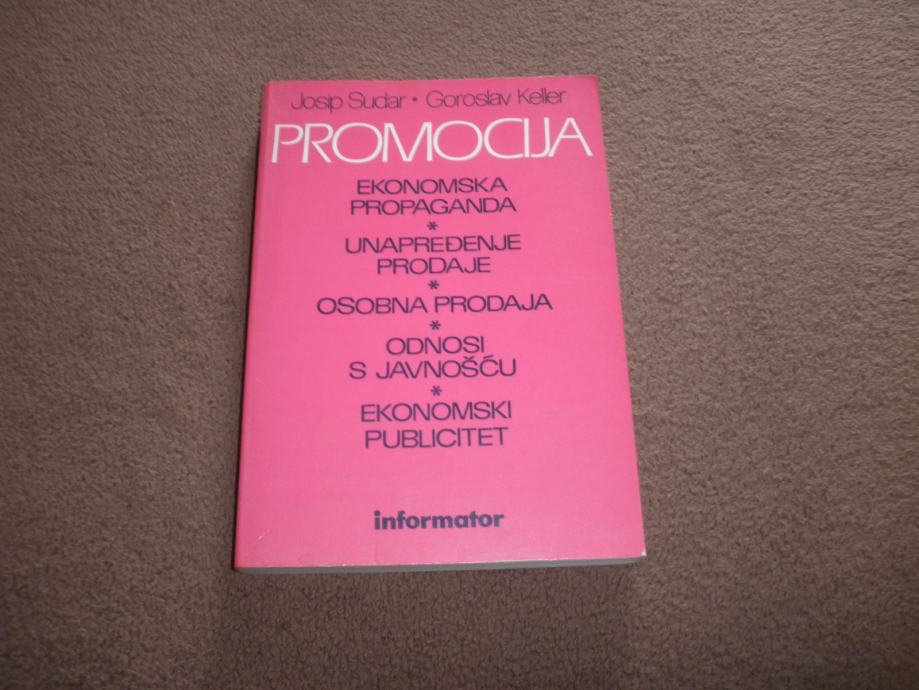 Josip Sudar • Goroslav Keller
PROMOCIJA
EKONOMSKA
PROPAGANDA
*
UNAPREĐENJE
PRODAJE
*
OSOBNA PRODAJA
*
ODNOSI
S JAVNOŠĆU
*
EKONOMSKI
PUBLICITET
informator